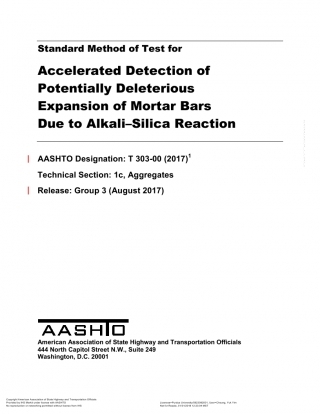 Standard Method of Test for
Accelerated Detection of
Potentially Deleterious
Expansion of Mortar Bars
Due to Alkali–Silica Reaction
AASHTO Designation: T 303-00 (2017)1
Technical Section: 1c, Aggregates
Release: Group 3 (August 2017)
AASHTO
American Association of State Highway and Transportation Officials
444 North Capitol Street N.W., Suite 249
Washington, D.C. 20001